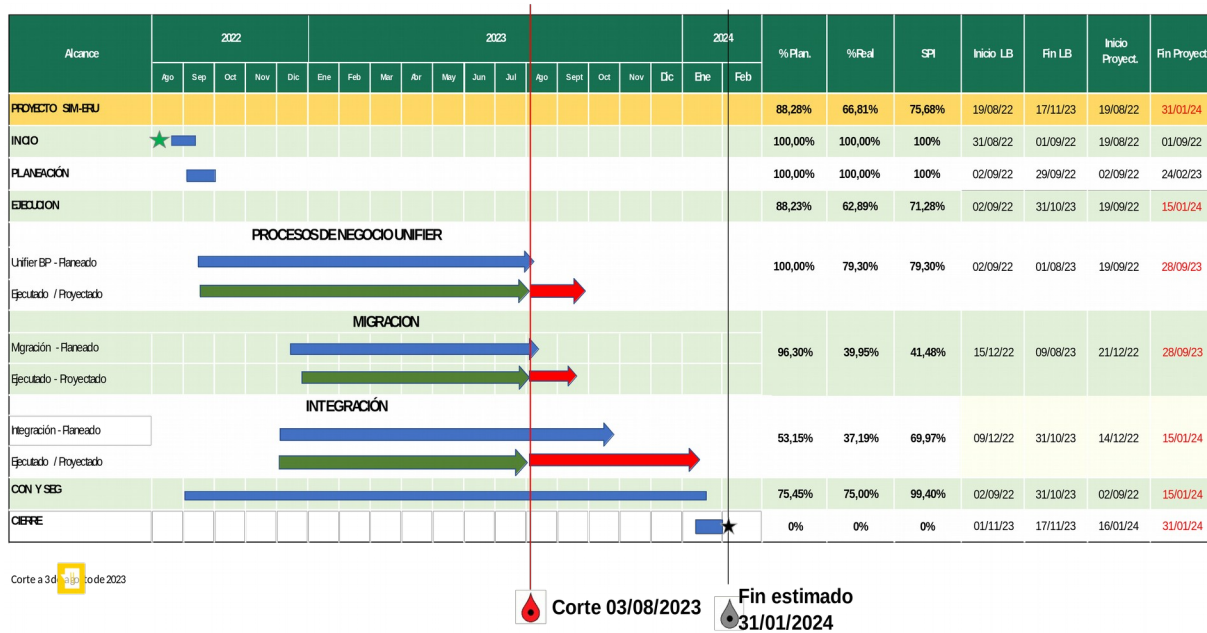 Alcance 2022 2023 2024 % Plan. %Real SPI Inicio LB Fin LB Inicio Proyect. Fin Proyect
Ago Sep Oct Nov Dic Ene Feb Mar Abr May Jun Jul Ago Sept Oct Nov Dic Ene Feb
PROYECTO SIM-ERU 88,28% 66,81% 75,68% 19/08/22 17/11/23 19/08/22 31/01/24
INICIO 100,00% 100,00% 100% 31/08/22 01/09/22 19/08/22 01/09/22
PLANEACIÓN 100,00% 100,00% 100% 02/09/22 29/09/22 02/09/22 24/02/23
EJECUCION 88,23% 62,89% 71,28% 02/09/22 31/10/23 19/09/22 15/01/24
PROCESOS DE NEGOCIO UNIFIER
Unifier BP - Planeado 100,00% 79,30% 79,30% 02/09/22 01/08/23 19/09/22 28/09/23
Ejecutado / Proyectado
MIGRACION
Migración - Planeado 96,30% 39,95% 41,48% 15/12/22 09/08/23 21/12/22 28/09/23
Ejecutado - Proyectado
INTEGRACIÓN
Integración - Planeado 53,15% 37,19% 69,97% 09/12/22 31/10/23 14/12/22 15/01/24
Ejecutado / Proyectado
CON Y SEG 75,45% 75,00% 99,40% 02/09/22 31/10/23 02/09/22 15/01/24
CIERRE 0% 0% 0% 01/11/23 17/11/23 16/01/24 31/01/24
Corte a 3 de agosto de 2023
Corte 03/08/2023
Fin estimado
31/01/2024